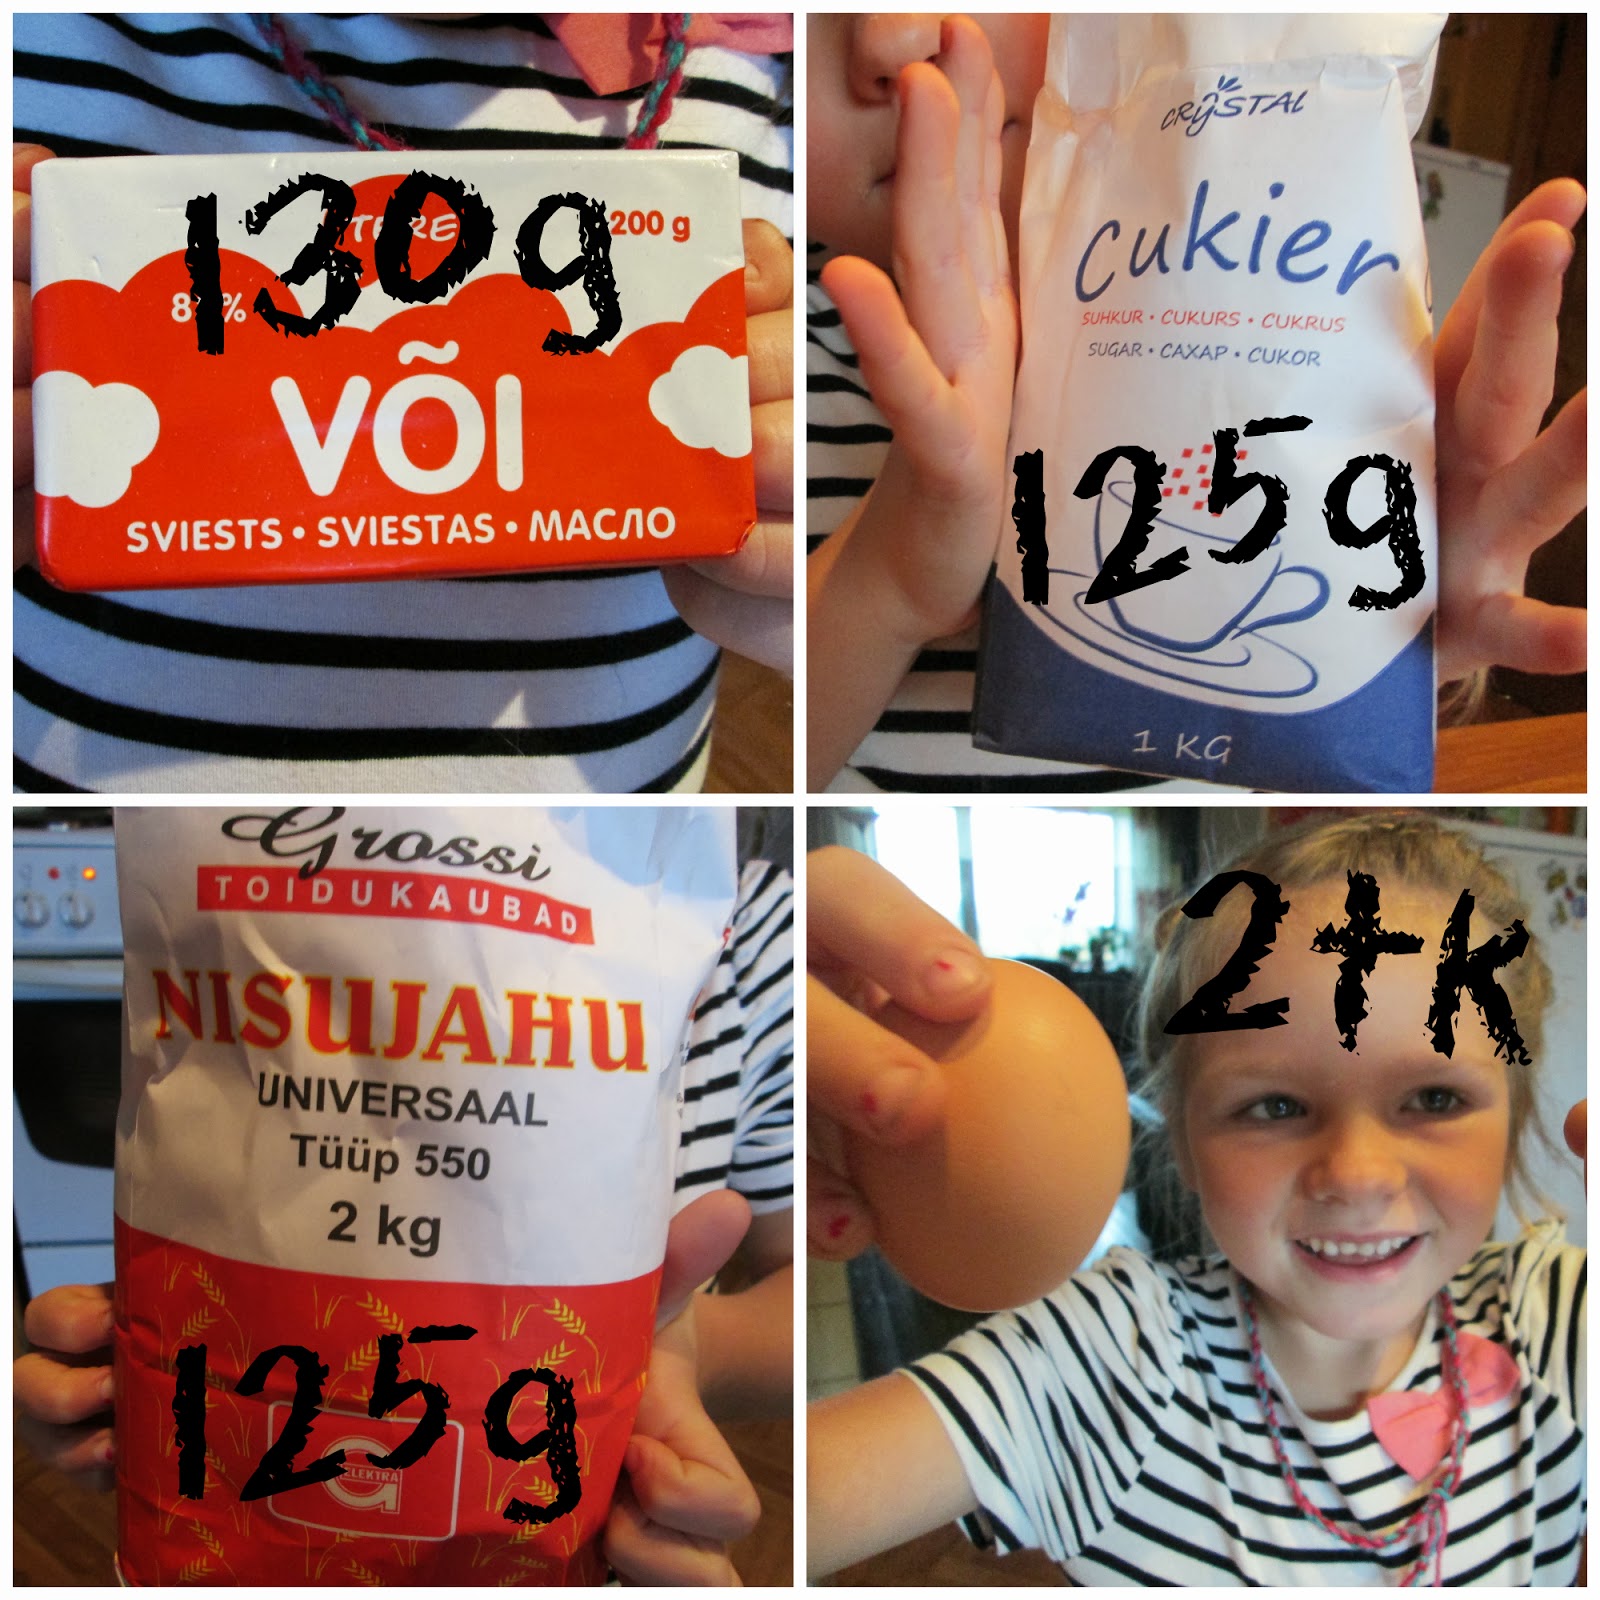 130g
TERE
200 g
VÕI
SVIESTS • SVIESTAS • МАСЛО
CRYSTAL
cukier
SUHKUR • CUKURS • CUKRUS
SUGAR • САХАР • CUKOR
125g
1 KG
Grossi
TOIDUKAUBAD
NISUJAHU
UNIVERSAAL
Tüüp 550
2 kg
125g
2tk